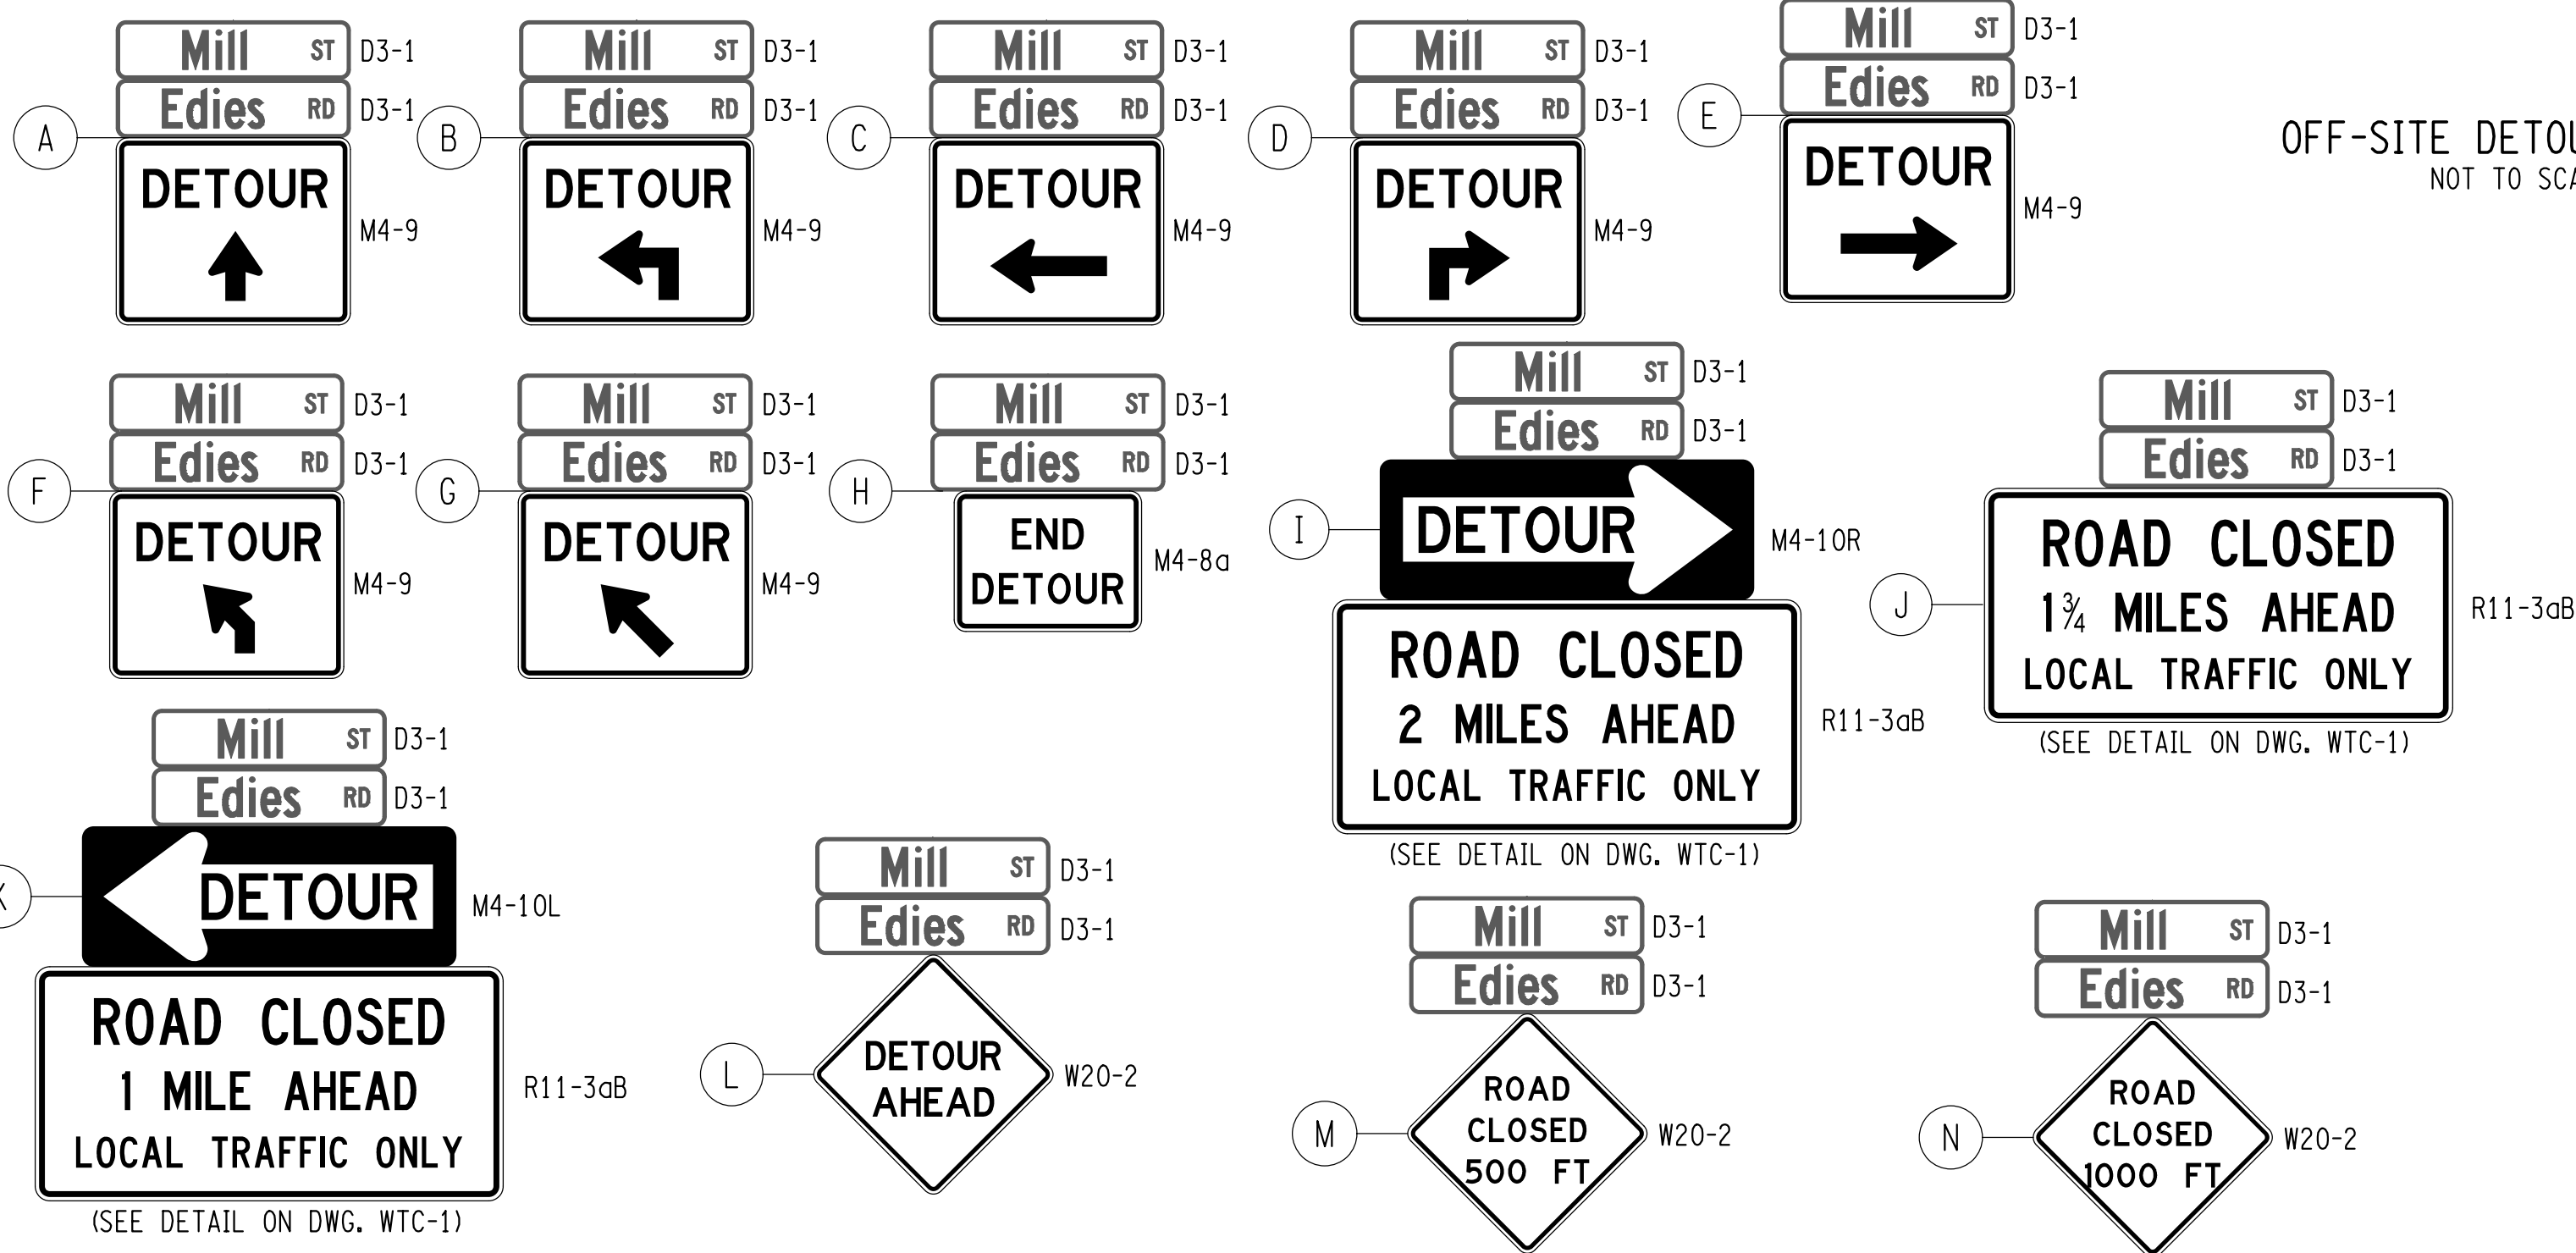 Mill ST D3-1
Edies RD D3-1
A
DETOUR
M4-9
Mill ST D3-1
Edies RD D3-1
B
DETOUR
M4-9
Mill ST D3-1
Edies RD D3-1
C
DETOUR
M4-9
Mill ST D3-1
Edies RD D3-1
D
DETOUR
M4-9
Mill ST D3-1
Edies RD D3-1
E
DETOUR
M4-9
OFF-SITE
NOT TO
Mill ST D3-1
Edies RD D3-1
F
DETOUR
M4-9
Mill ST D3-1
Edies RD D3-1
G
DETOUR
M4-9
Mill ST D3-1
Edies RD D3-1
H
END
DETOUR
M4-8a
Mill ST D3-1
Edies RD D3-1
I
DETOUR
M4-10R
ROAD CLOSED
2 MILES AHEAD
LOCAL TRAFFIC ONLY
R11-3aB
(SEE DETAIL ON DWG. WTC-1)
Mill ST D3-1
Edies RD D3-1
J
ROAD CLOSED
1¾ MILES AHEAD
LOCAL TRAFFIC ONLY
R11-3aB
(SEE DETAIL ON DWG. WTC-1)
Mill ST D3-1
Edies RD D3-1
DETOUR
M4-10L
ROAD CLOSED
1 MILE AHEAD
LOCAL TRAFFIC ONLY
R11-3aB
(SEE DETAIL ON DWG. WTC-1)
Mill ST D3-1
Edies RD D3-1
L
DETOUR
AHEAD
W20-2
Mill ST D3-1
Edies RD D3-1
M
ROAD
CLOSED
500 FT
W20-2
Mill ST D3-1
Edies RD D3-1
N
ROAD
CLOSED
1000 FT
W20-2